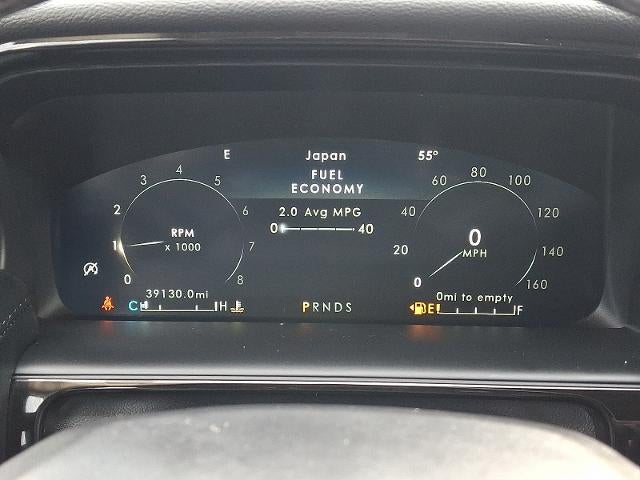 E Japan 55°
FUEL
ECONOMY
2.0 Avg MPG
0 40
0 1 2 3 4 5 6 7 8
RPM
x 1000
0 20 40 60 80 100 120 140 160
0
MPH
39130.0mi
0mi to empty
C H
PRNDS
E F